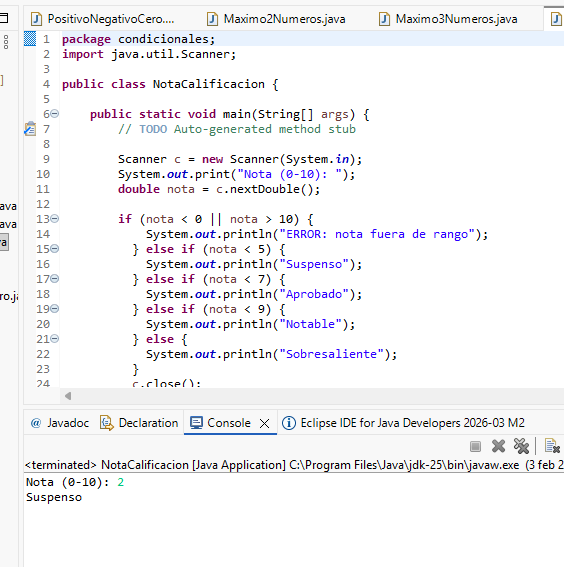 PositivoNegativoCero....
Maximo2Numeros.java
Maximo3Numeros.java
1 package condicionales;
2 import java.util.Scanner;
3
4 public class NotaCalificacion {
5
6 public static void main(String[] args) {
7 // TODO Auto-generated method stub
8
9 Scanner c = new Scanner(System.in);
10 System.out.print("Nota (0-10): ");
11 double nota = c.nextDouble();
12
13 if (nota < 0 || nota > 10) {
14 System.out.println("ERROR: nota fuera de rango");
15 } else if (nota < 5) {
16 System.out.println("Suspenso");
17 } else if (nota < 7) {
18 System.out.println("Aprobado");
19 } else if (nota < 9) {
20 System.out.println("Notable");
21 } else {
22 System.out.println("Sobresaliente");
23 }
24 c.close();
@ Javadoc Declaration Console Eclipse IDE for Java Developers 2026-03 M2
<terminated> NotaCalificacion [Java Application] C:\Program Files\Java\jdk-25\bin\javaw.exe (3 feb 2
Nota (0-10): 2
Suspenso